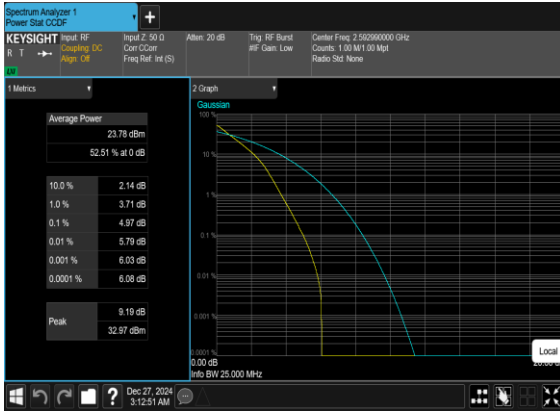 Spectrum Analyzer 1
Power Stat CCDF
KEYSIGHT
R T
Input: RF
Coupling: DC
Align: Off
Input Z: 50 Ω
Corr CCorr
Freq Ref: Int (S)
Atten: 20 dB
Trig: RF Burst
#IF Gain: Low
Center Freq: 2.592990000 GHz
Counts: 1.00 M/1.00 Mpt
Radio Std: None
1 Metrics
Average Power
23.78 dBm
52.51 % at 0 dB
10.0 % 2.14 dB
1.0 % 3.71 dB
0.1 % 4.97 dB
0.01 % 5.79 dB
0.001 % 6.03 dB
0.0001 % 6.08 dB
Peak
9.19 dB
32.97 dBm
2 Graph
Gaussian
100 %
10 %
1 %
0.1 %
0.01 %
0.001 %
0.0001 %
0.00 dB
Info BW 25.000 MHz
Local
Dec 27, 2024
3:12:51 AM